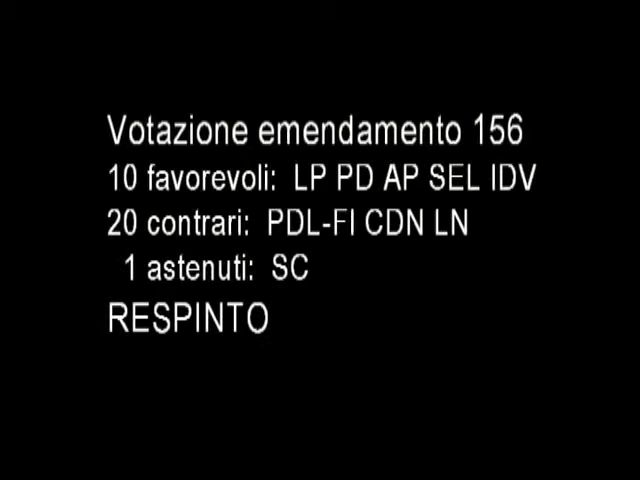 Votazione emendamento 156
10 favorevoli: LP PD AP SEL IDV
20 contrari: PDL-FI CDN LN
1 astenuti: SC
RESPINTO